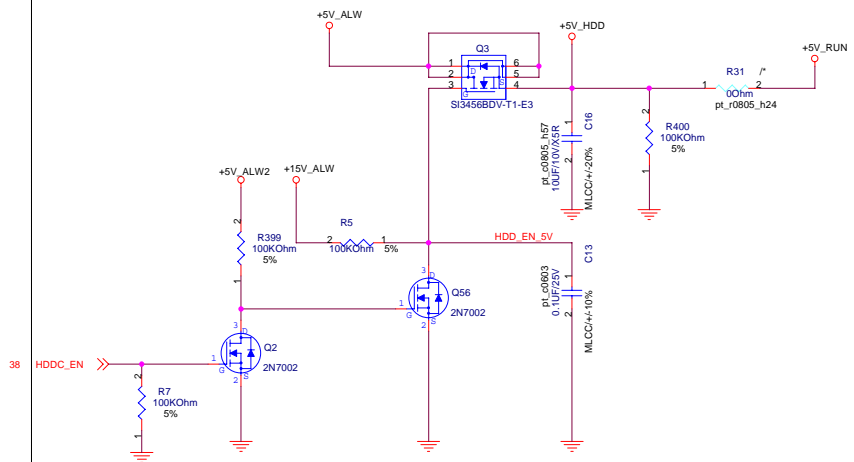 +5V_ALW
+5V_HDD
+5V_RUN
Q3
1
2
3
6
5
4
D
S
G
SI3456BDV-T1-E3
R31
/*
1
2
0Ohm
pt_r0805_h24
1
2
C16
pt_c0805_h57
10UF/10V/X5R
MLCC/+/-20%
2
R400
100KOhm
5%
1
+5V_ALW2
+15V_ALW
2
R399
100KOhm
5%
1
R5
2
1
100KOhm
5%
HDD_EN_5V
C13
1
2
pt_c0603
0.1UF/25V
MLCC/+/-10%
3
D
Q56
1
G
2
S
2N7002
3
D
Q2
1
G
2
S
2N7002
38
HDDC_EN
2
R7
100KOhm
5%
1